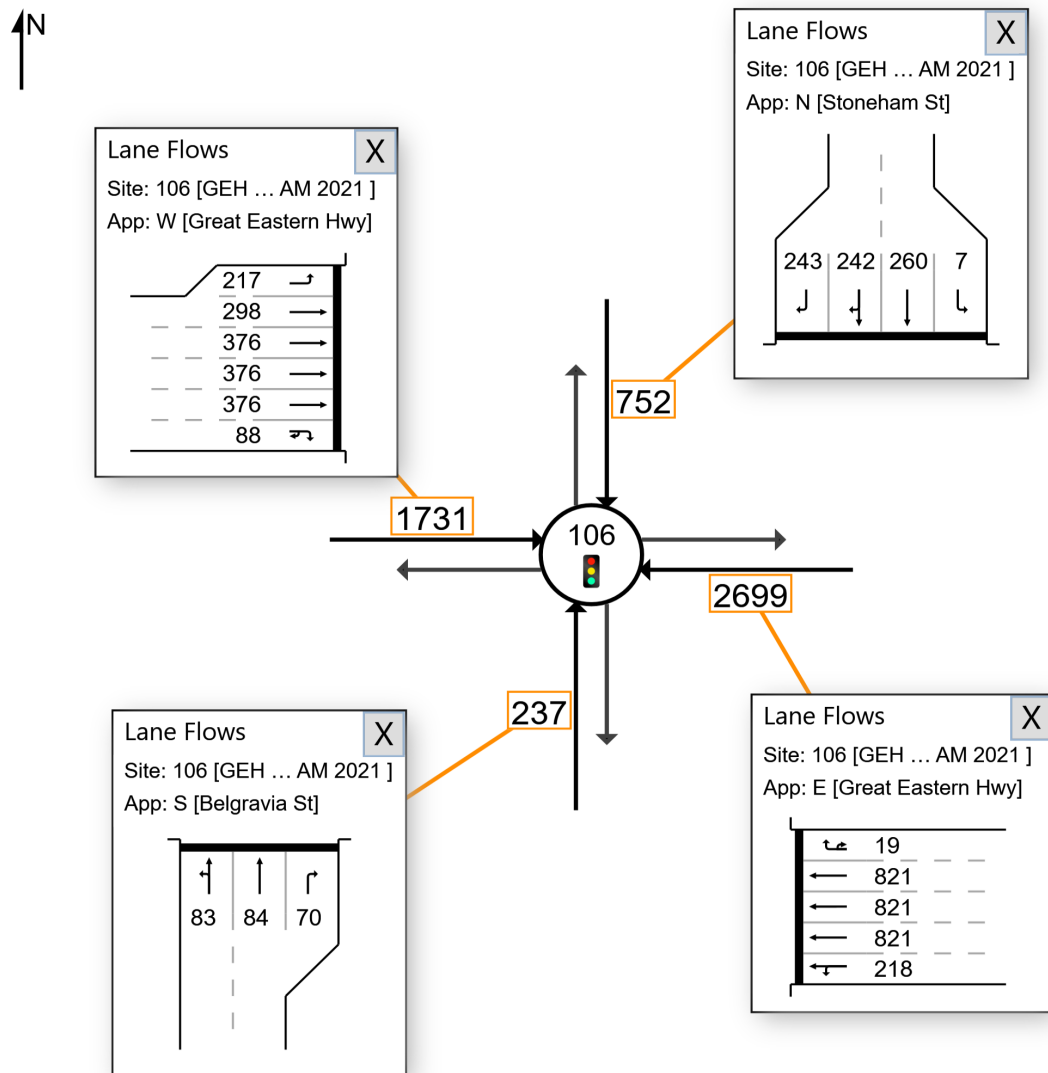 N
Lane Flows
X
Site: 106 [GEH ... AM 2021 ]
App: N [Stoneham St]
243 242 260 7
Lane Flows
X
Site: 106 [GEH ... AM 2021 ]
App: W [Great Eastern Hwy]
217
298
376
376
376
88
752
1731
106
2699
237
Lane Flows
X
Site: 106 [GEH ... AM 2021 ]
App: S [Belgravia St]
83 84 70
Lane Flows
X
Site: 106 [GEH ... AM 2021 ]
App: E [Great Eastern Hwy]
19
821
821
821
218